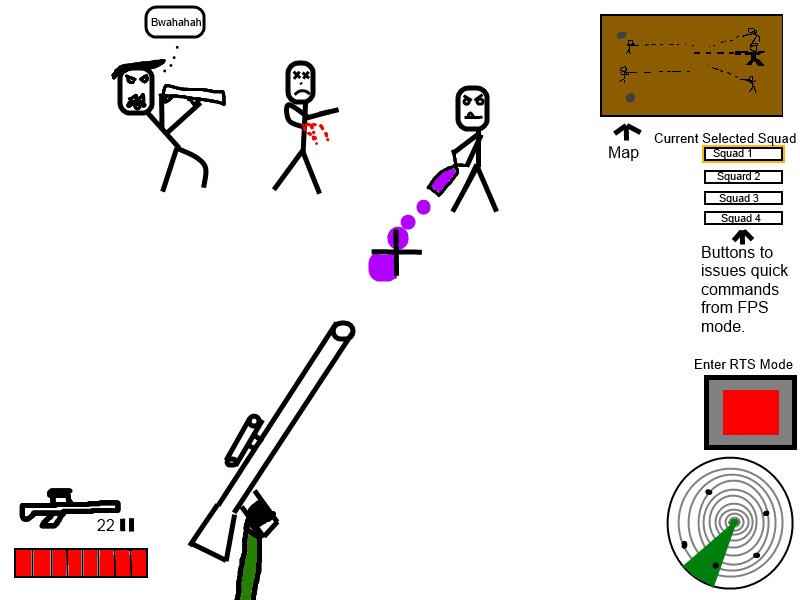 Bwahahah
Map
Current Selected Squad
Squad 1
Squard 2
Squad 3
Squad 4
Buttons to
issues quick
commands
from FPS
mode.
Enter RTS Mode
22